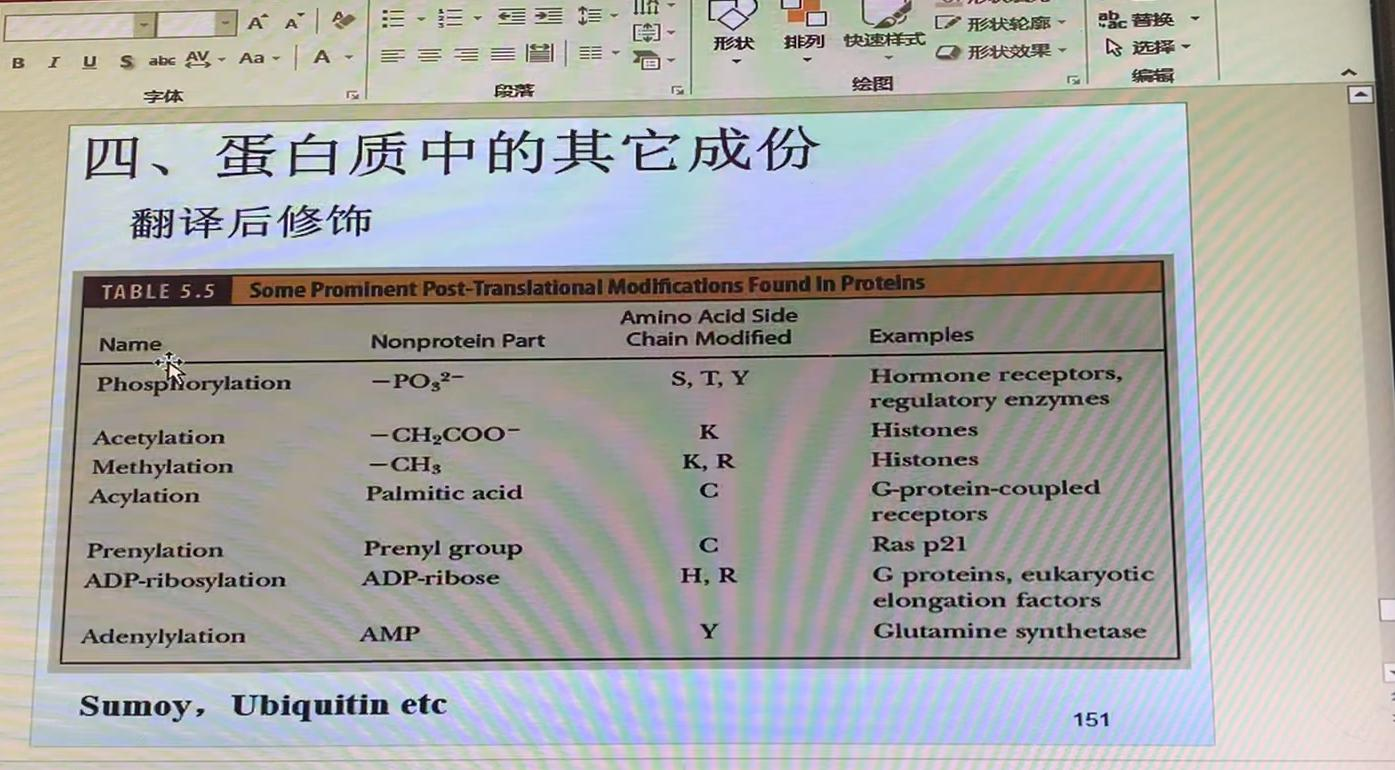 A A
B I U S abc AV Aa A
字体
段落
形状 排列 快速样式
形状轮廓
形状效果
绘图
替换
选择
编辑
四、蛋白质中的其它成份
翻译后修饰
TABLE 5.5 Some Prominent Post-Translational Modifications Found In Proteins
Name Nonprotein Part Amino Acid Side Chain Modified Examples
Phosphorylation —PO₃²⁻ S, T, Y Hormone receptors,
regulatory enzymes
Acetylation —CH₂COO⁻ K Histones
Methylation —CH₃ K, R Histones
Acylation Palmitic acid C G-protein-coupled
receptors
Prenylation Prenyl group C Ras p21
ADP-ribosylation ADP-ribose H, R G proteins, eukaryotic
elongation factors
Adenylylation AMP Y Glutamine synthetase
Sumoy，Ubiquitin etc
151